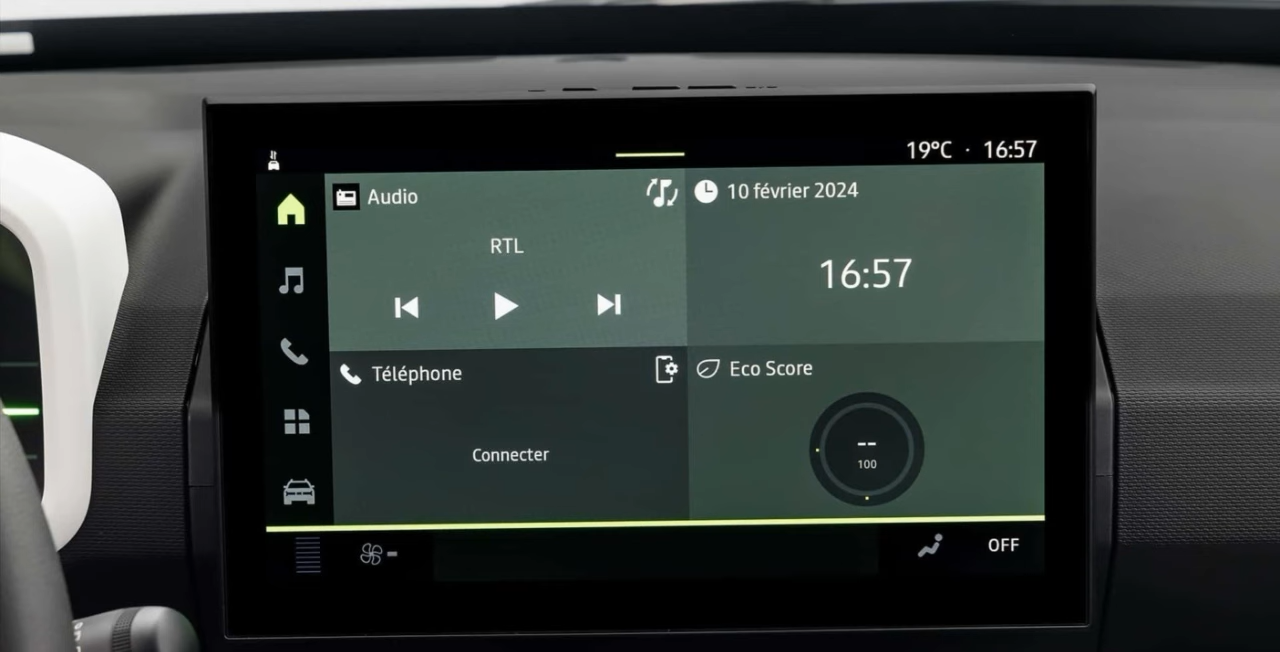 19°C · 16:57
Audio
RTL
10 février 2024
16:57
Téléphone
Connecter
Eco Score
--
100
OFF